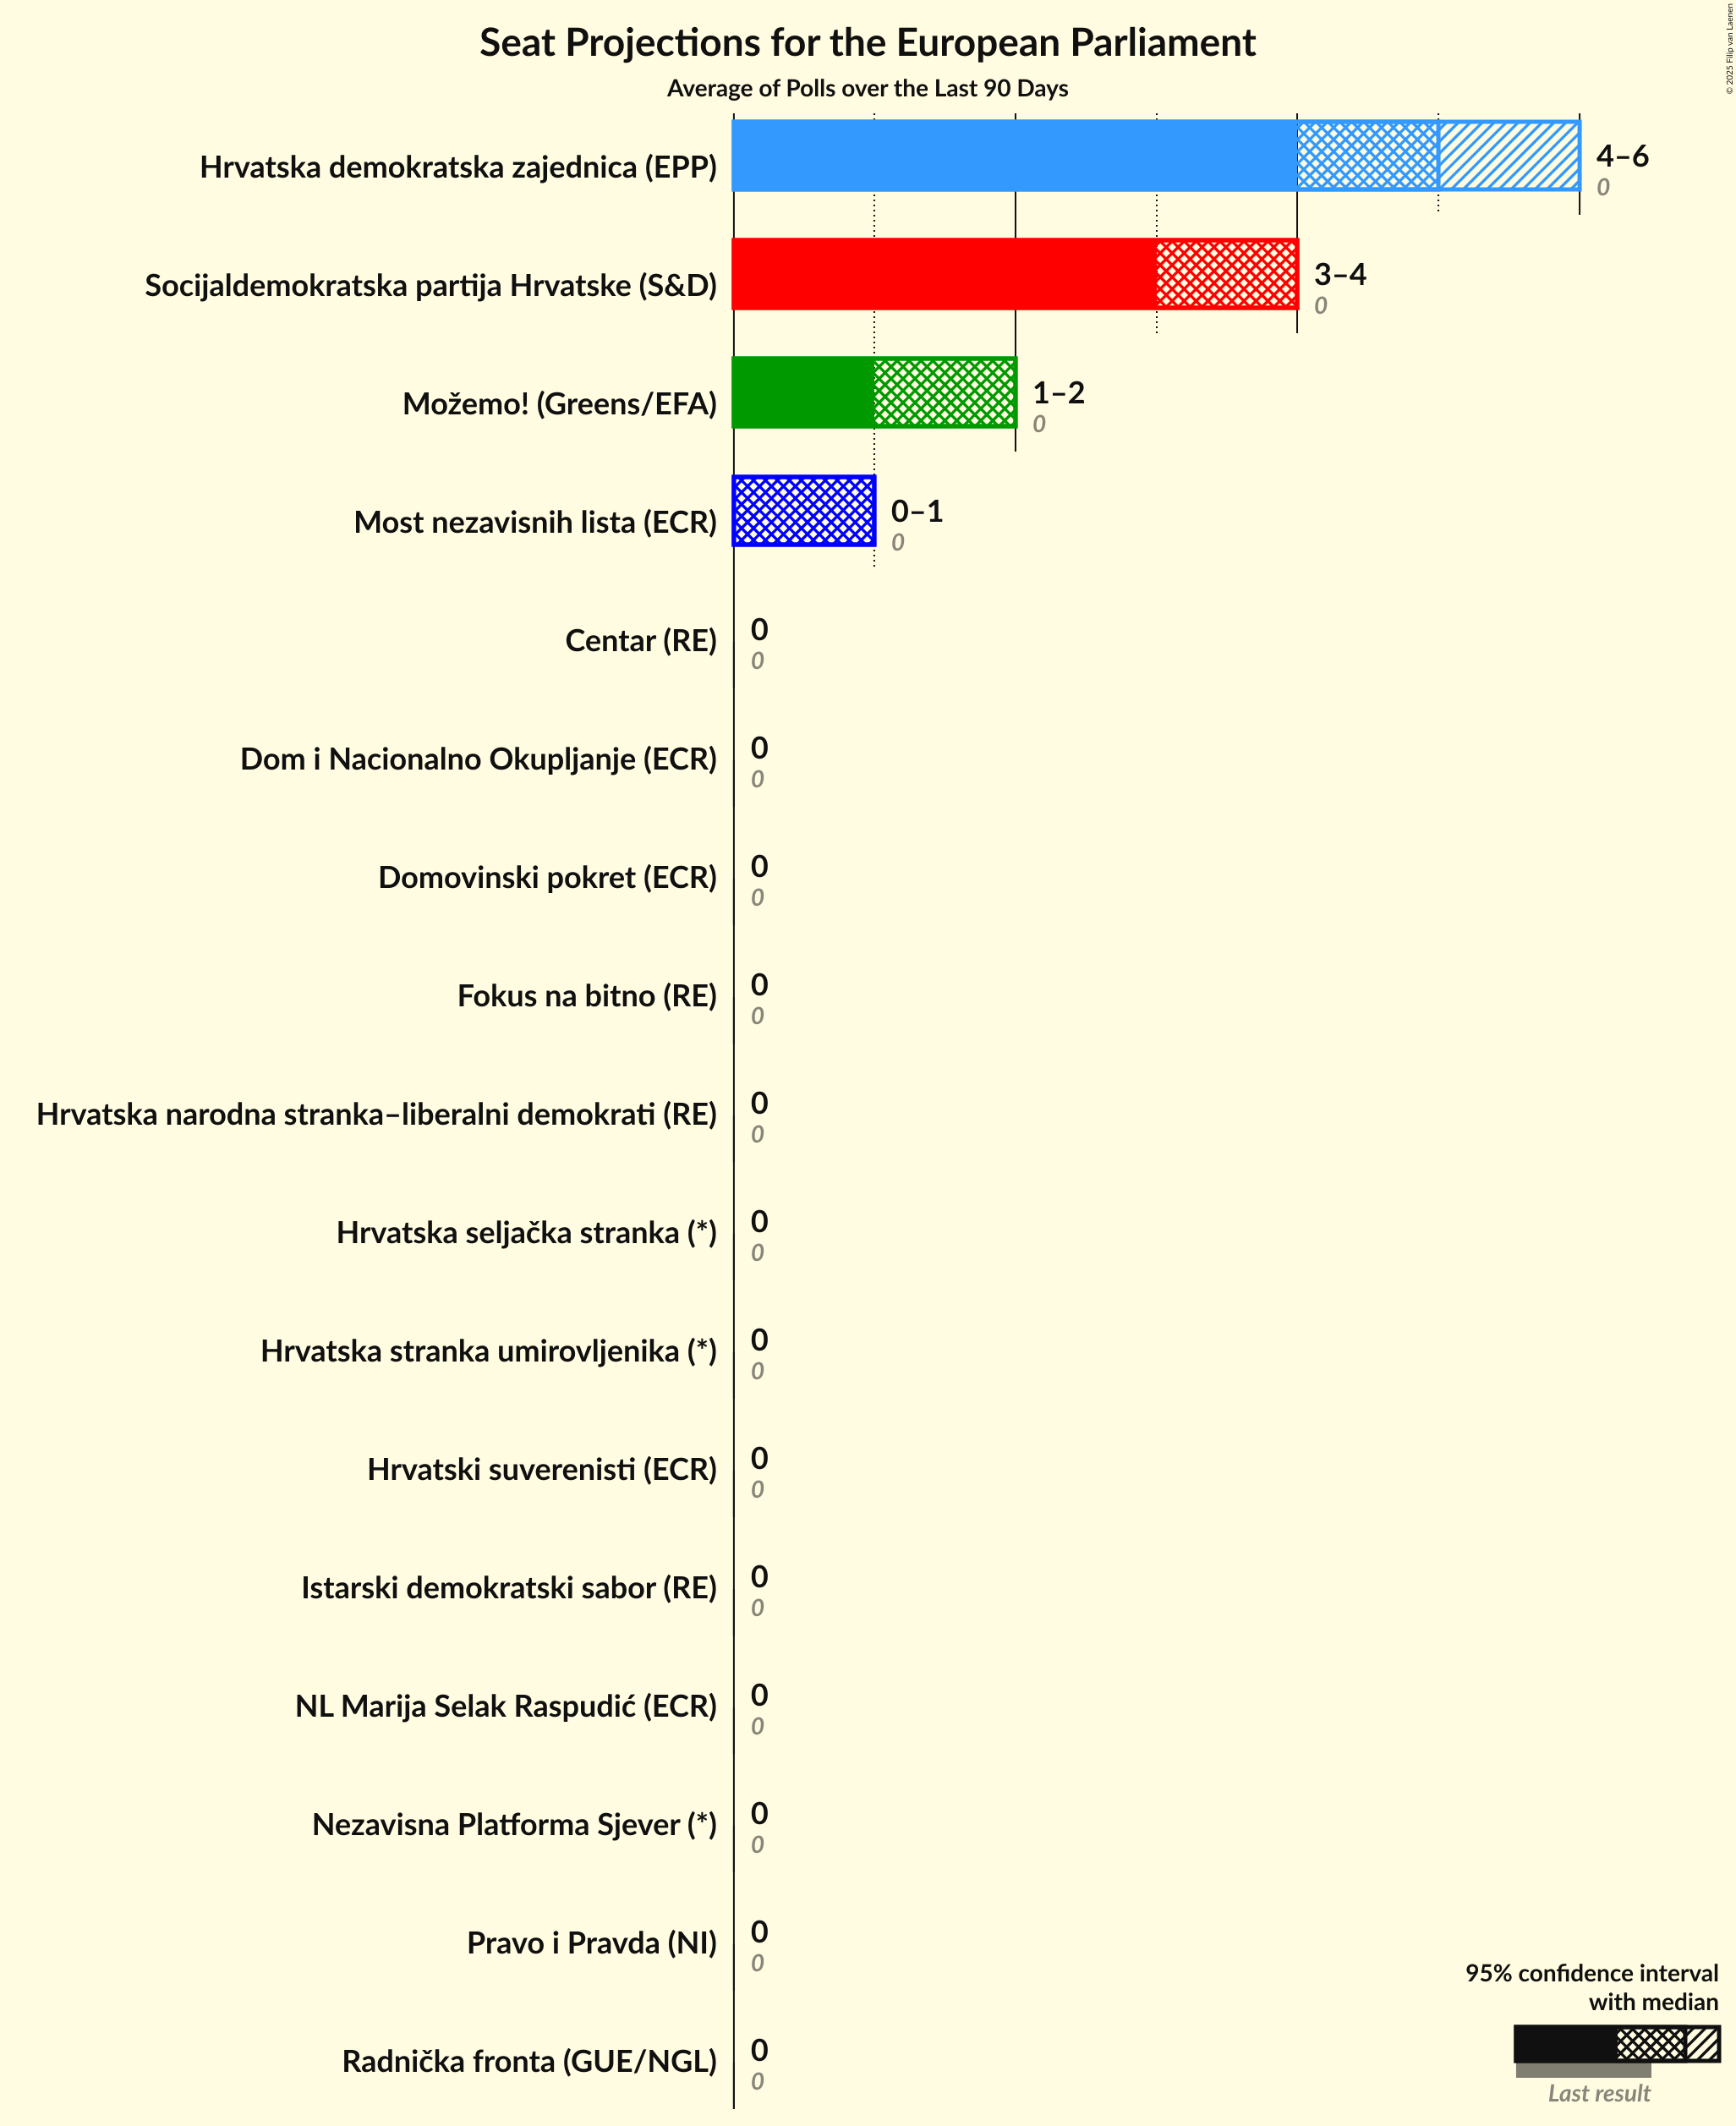 Seat Projections for the European Parliament
Average of Polls over the Last 90 Days
© 2025 Filip van Laenen
Hrvatska demokratska zajednica (EPP)
4–6
0
Socijaldemokratska partija Hrvatske (S&D)
3–4
0
Možemo! (Greens/EFA)
1–2
0
Most nezavisnih lista (ECR)
0–1
0
Centar (RE)
0
0
Dom i Nacionalno Okupljanje (ECR)
0
0
Domovinski pokret (ECR)
0
0
Fokus na bitno (RE)
0
0
Hrvatska narodna stranka–liberalni demokrati (RE)
0
0
Hrvatska seljačka stranka (*)
0
0
Hrvatska stranka umirovljenika (*)
0
0
Hrvatski suverenisti (ECR)
0
0
Istarski demokratski sabor (RE)
0
0
NL Marija Selak Raspudić (ECR)
0
0
Nezavisna Platforma Sjever (*)
0
0
Pravo i Pravda (NI)
0
0
Radnička fronta (GUE/NGL)
0
0
95% confidence interval
with median
Last result